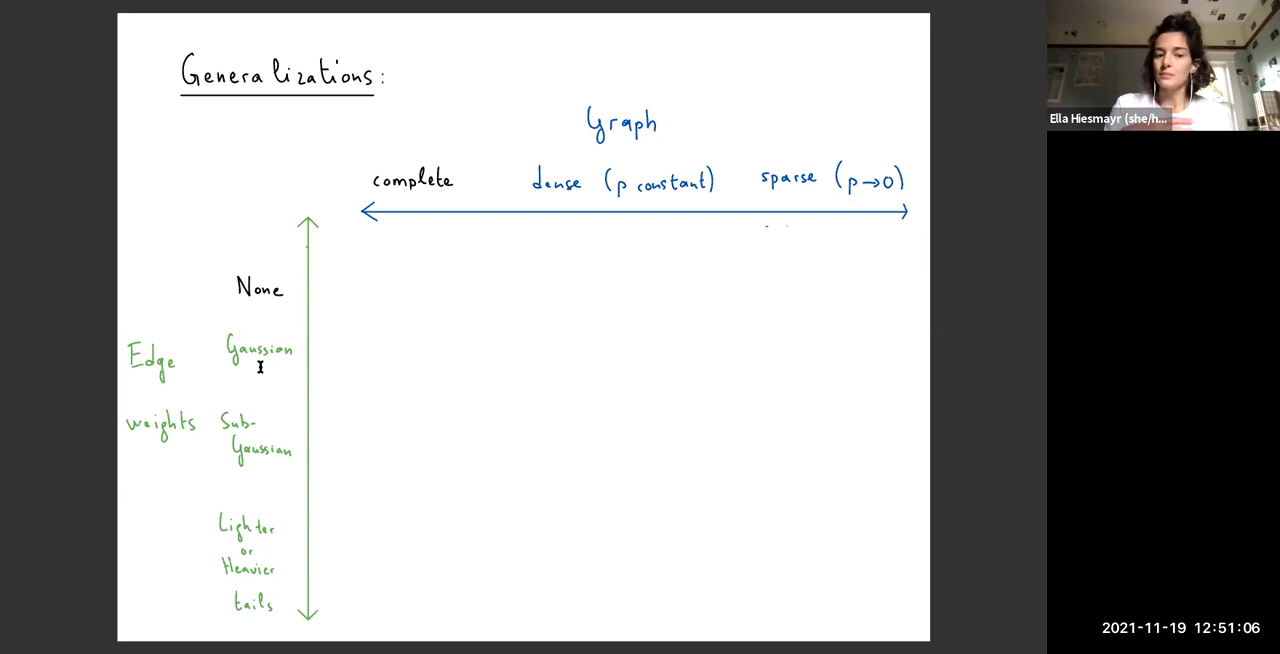 Generalizations:
Graph
complete dense (p constant) sparse (p→0)
None
Edge Gaussian
weights Sub-
Gaussian
Lighter
or
Heavier
tails
Ella Hiesmayr (she/h...
2021-11-19 12:51:06